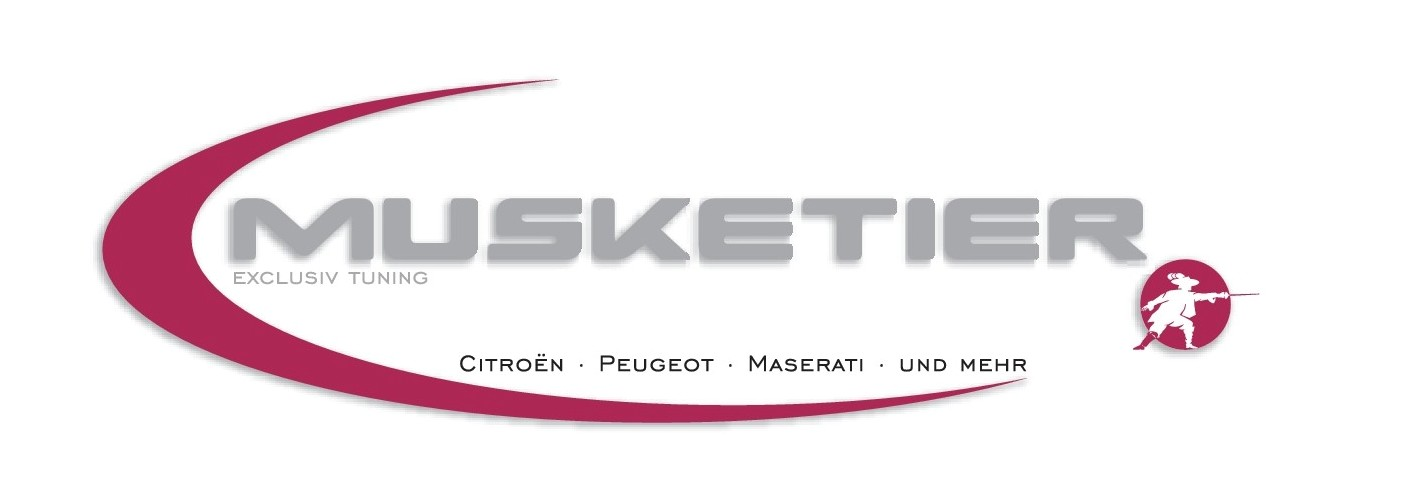 MUSKETIER
EXCLUSIV TUNING
CITROËN · PEUGEOT · MASERATI · UND MEHR